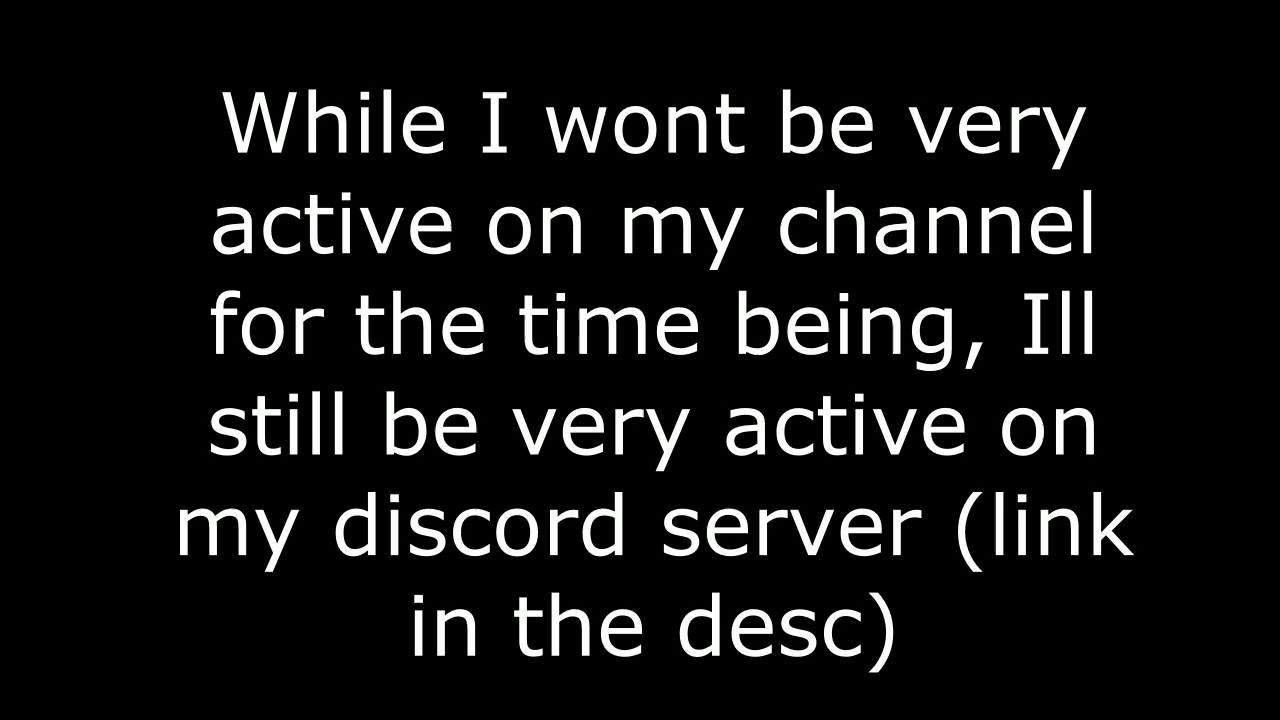 While I wont be very
active on my channel
for the time being, Ill
still be very active on
my discord server (link
in the desc)